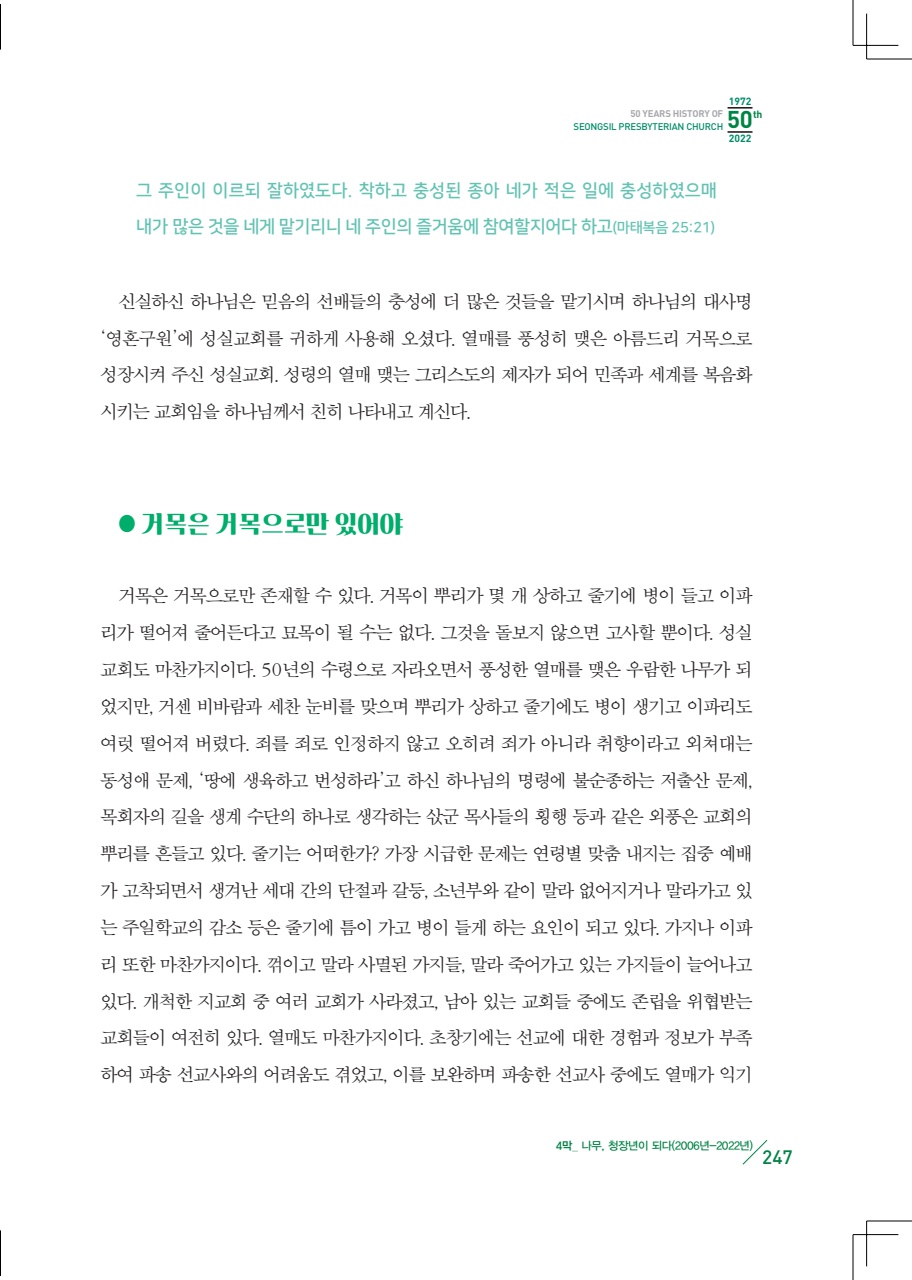 1972
50 YEARS HISTORY OF
SEONGSIL PRESBYTERIAN CHURCH
50th
2022
그 주인이 이르되 잘하였도다. 착하고 충성된 종아 네가 적은 일에 충성하였으매
내가 많은 것을 네게 맡기리니 네 주인의 즐거움에 참여할지어다 하고(마태복음 25:21)
신실하신 하나님은 믿음의 선배들의 충성에 더 많은 것들을 맡기시며 하나님의 대사명
‘영혼구원’에 성실교회를 귀하게 사용해 오셨다. 열매를 풍성히 맺은 아름드리 거목으로
성장시켜 주신 성실교회. 성령의 열매 맺는 그리스도의 제자가 되어 민족과 세계를 복음화
시키는 교회임을 하나님께서 친히 나타내고 계신다.
● 거목은 거목으로만 있어야
거목은 거목으로만 존재할 수 있다. 거목이 뿌리가 몇 개 상하고 줄기에 병이 들고 이파
리가 떨어져 줄어든다고 묘목이 될 수는 없다. 그것을 돌보지 않으면 고사할 뿐이다. 성실
교회도 마찬가지이다. 50년의 수령으로 자라오면서 풍성한 열매를 맺은 우람한 나무가 되
었지만, 거센 비바람과 세찬 눈비를 맞으며 뿌리가 상하고 줄기에도 병이 생기고 이파리도
여럿 떨어져 버렸다. 죄를 죄로 인정하지 않고 오히려 죄가 아니라 취향이라고 외쳐대는
동성애 문제, ‘땅에 생육하고 번성하라’고 하신 하나님의 명령에 불순종하는 저출산 문제,
목회자의 길을 생계 수단의 하나로 생각하는 삯군 목사들의 횡행 등과 같은 외풍은 교회의
뿌리를 흔들고 있다. 줄기는 어떠한가? 가장 시급한 문제는 연령별 맞춤 내지는 집중 예배
가 고착되면서 생겨난 세대 간의 단절과 갈등, 소년부와 같이 말라 없어지거나 말라가고 있
는 주일학교의 감소 등은 줄기에 틈이 가고 병이 들게 하는 요인이 되고 있다. 가지나 이파
리 또한 마찬가지이다. 꺾이고 말라 사멸된 가지들, 말라 죽어가고 있는 가지들이 늘어나고
있다. 개척한 지교회 중 여러 교회가 사라졌고, 남아 있는 교회들 중에도 존립을 위협받는
교회들이 여전히 있다. 열매도 마찬가지이다. 초창기에는 선교에 대한 경험과 정보가 부족
하여 파송 선교사와의 어려움도 겪었고, 이를 보완하며 파송한 선교사 중에도 열매가 익기
4막_ 나무, 청장년이 되다(2006년-2022년)
247